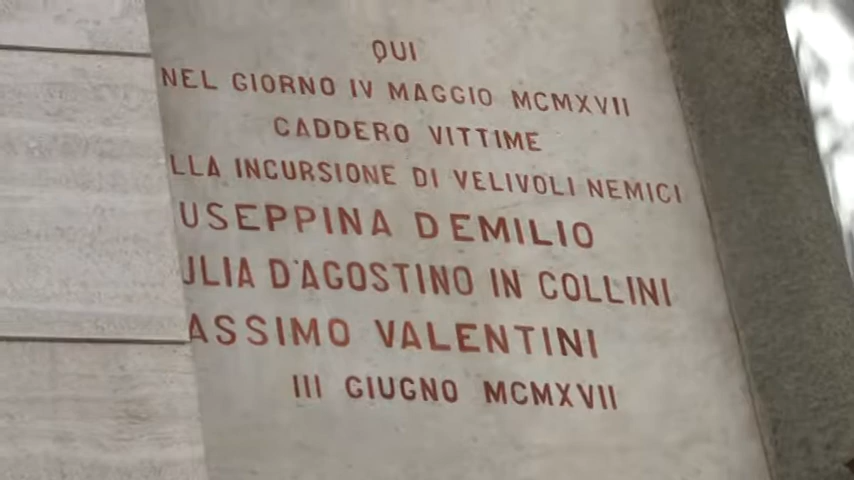 QUI
NEL GIORNO IV MAGGIO MCMXVII
CADDERO VITTIME
LLA INCURSIONE DI VELIVOLI NEMICI
USEPPINA DEMILIO
ULIA D'AGOSTINO IN COLLINI
ASSIMO VALENTINI
III GIUGNO MCMXVII